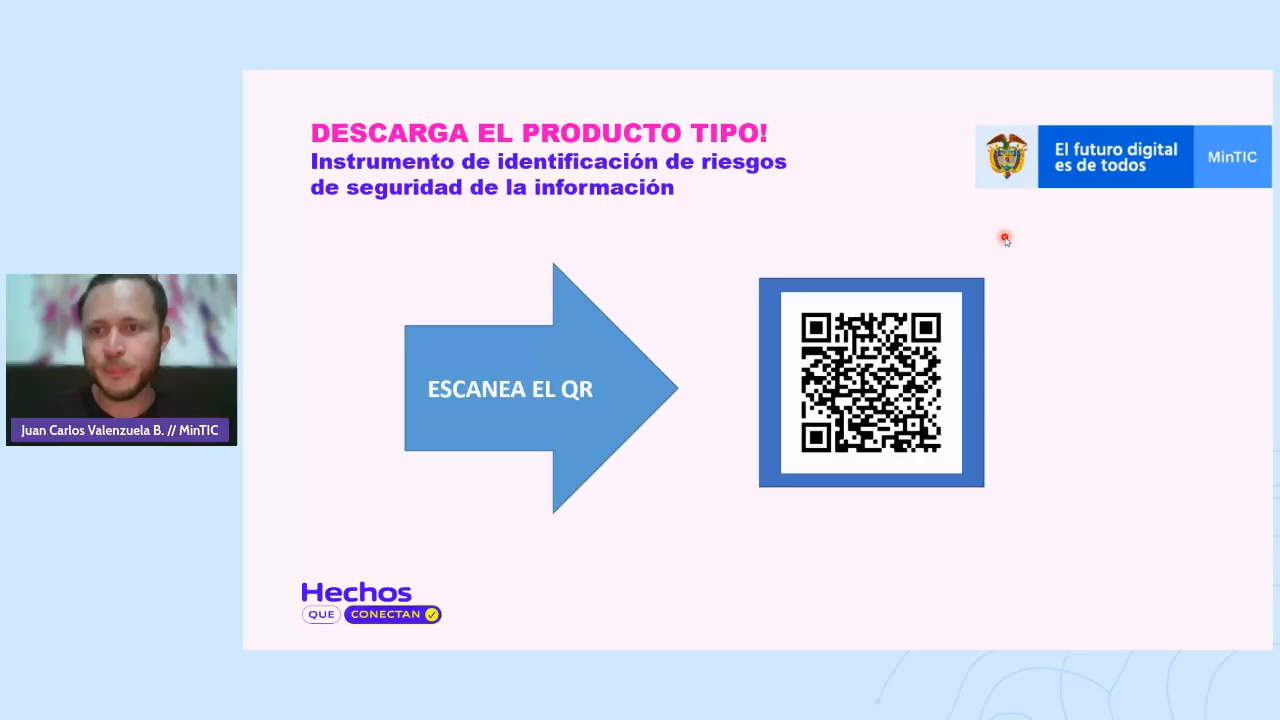 DESCARGA EL PRODUCTO TIPO!
Instrumento de identificación de riesgos
de seguridad de la información
El futuro digital
es de todos
MinTIC
ESCANEA EL QR
Juan Carlos Valenzuela B. // MinTIC
Hechos
QUE CONECTAN